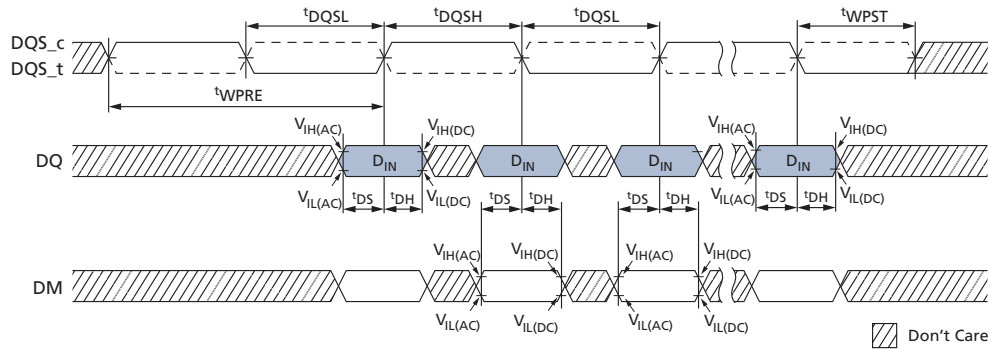 tDQSL tDQSH tDQSL tWPST
DQS_c
DQS_t
tWPRE
VIH(AC) VIH(DC) VIH(AC) VIH(DC)
DQ DIN DIN DIN DIN
VIL(AC) VIL(DC) VIL(AC) VIL(DC)
tDS tDH tDS tDH tDS tDH tDS tDH
VIH(AC) VIH(DC) VIH(AC) VIH(DC)
DM
VIL(AC) VIL(DC) VIL(AC) VIL(DC)
Don't Care